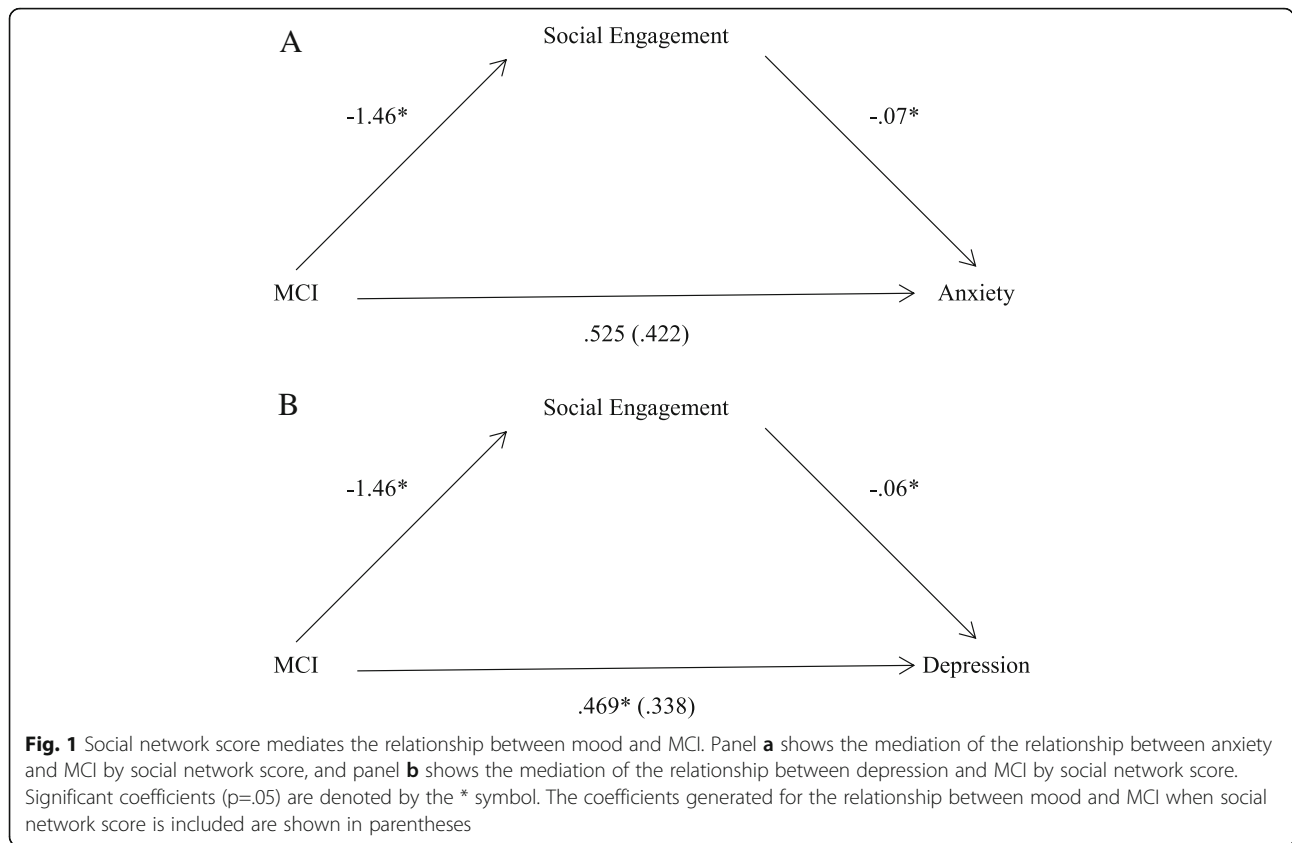 A
Social Engagement
-1.46*
-.07*
MCI
Anxiety
.525 (.422)
B
Social Engagement
-1.46*
-.06*
MCI
Depression
.469* (.338)
Fig. 1 Social network score mediates the relationship between mood and MCI. Panel a shows the mediation of the relationship between anxiety
and MCI by social network score, and panel b shows the mediation of the relationship between depression and MCI by social network score.
Significant coefficients (p=.05) are denoted by the * symbol. The coefficients generated for the relationship between mood and MCI when social
network score is included are shown in parentheses